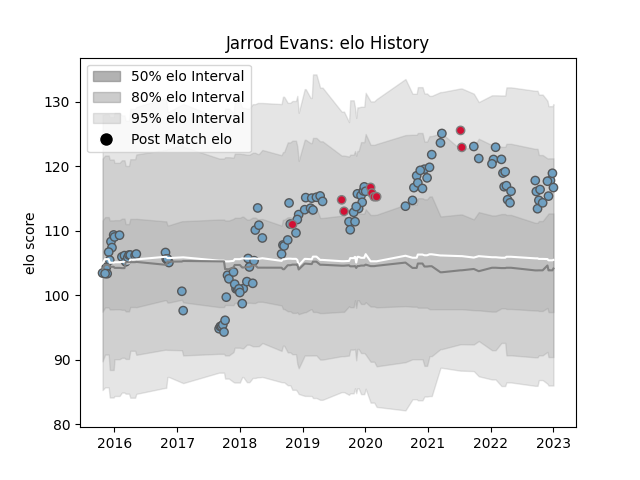 Jarrod Evans: elo History
50% elo Interval
80% elo Interval
95% elo Interval
Post Match elo
elo score
130
120
110
100
90
80
2016 2017 2018 2019 2020 2021 2022 2023